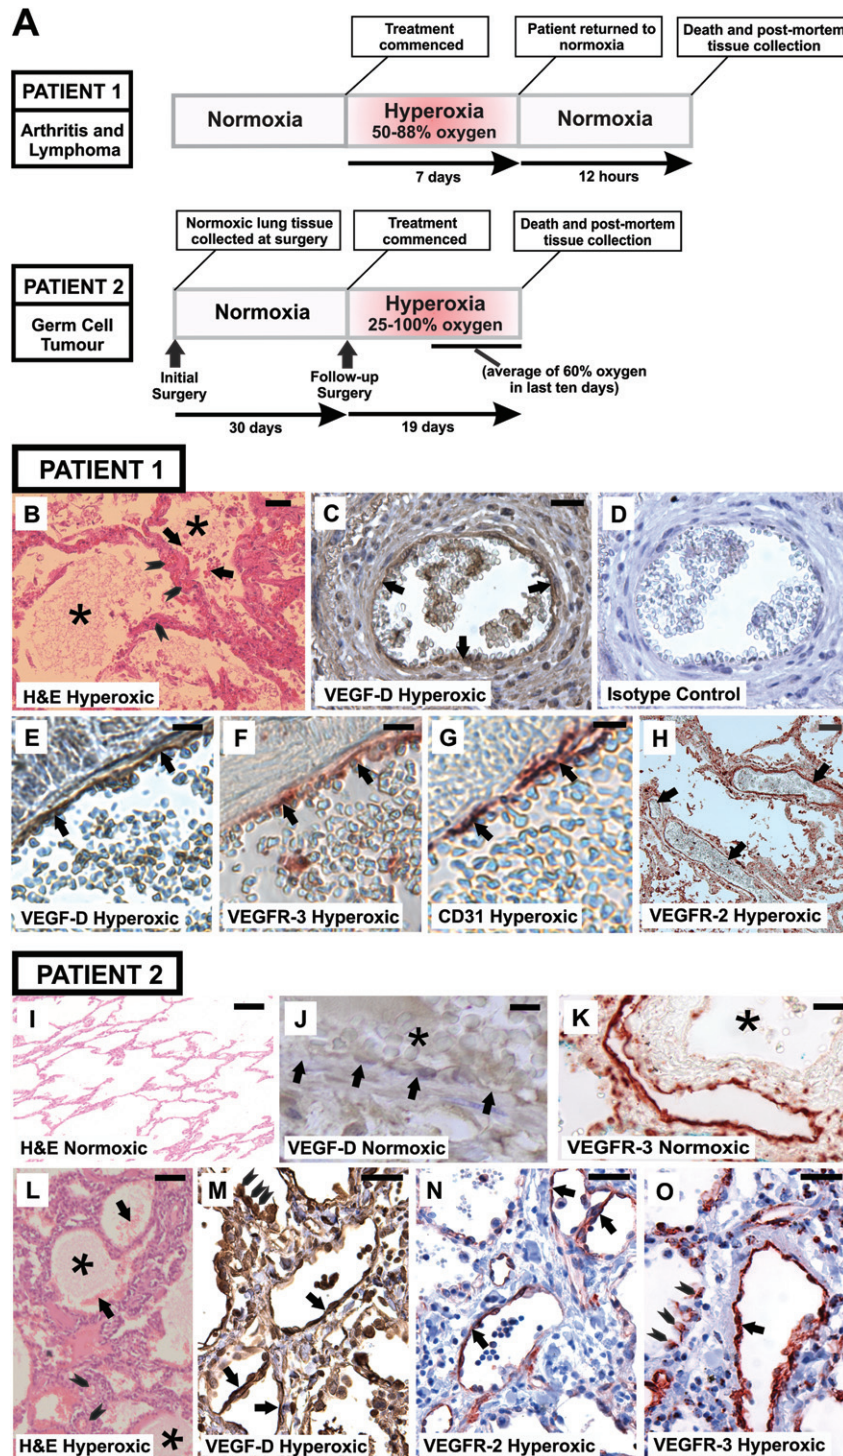 A
Treatment
commenced
Patient returned to
normoxia
Death and post-mortem
tissue collection
PATIENT 1
Arthritis and
Lymphoma
Normoxia
Hyperoxia
50-88% oxygen
Normoxia
7 days
12 hours
Normoxic lung tissue
collected at surgery
Treatment
commenced
Death and post-mortem
tissue collection
PATIENT 2
Germ Cell
Tumour
Normoxia
Hyperoxia
25-100% oxygen
Initial
Surgery
Follow-up
Surgery
(average of 60% oxygen
in last ten days)
30 days
19 days
PATIENT 1
B
H&E Hyperoxic
C
VEGF-D Hyperoxic
D
Isotype Control
E
VEGF-D Hyperoxic
F
VEGFR-3 Hyperoxic
G
CD31 Hyperoxic
H
VEGFR-2 Hyperoxic
PATIENT 2
I
H&E Normoxic
J
VEGF-D Normoxic
K
VEGFR-3 Normoxic
L
H&E Hyperoxic
M
VEGF-D Hyperoxic
N
VEGFR-2 Hyperoxic
O
VEGFR-3 Hyperoxic